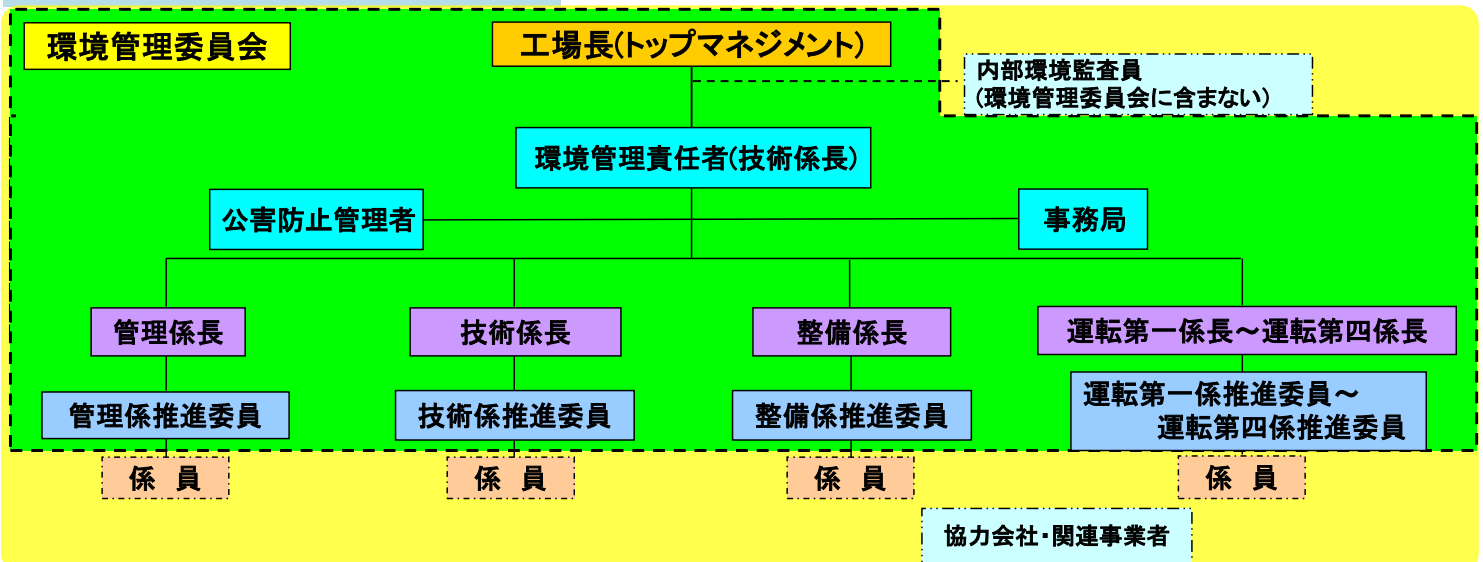 環境管理委員会
工場長(トップマネジメント)
内部環境監査員
(環境管理委員会に含まない)
環境管理責任者(技術係長)
公害防止管理者
事務局
管理係長
技術係長
整備係長
運転第一係長～運転第四係長
管理係推進委員
技術係推進委員
整備係推進委員
運転第一係推進委員～
運転第四係推進委員
係　員
係　員
係　員
係　員
協力会社・関連事業者